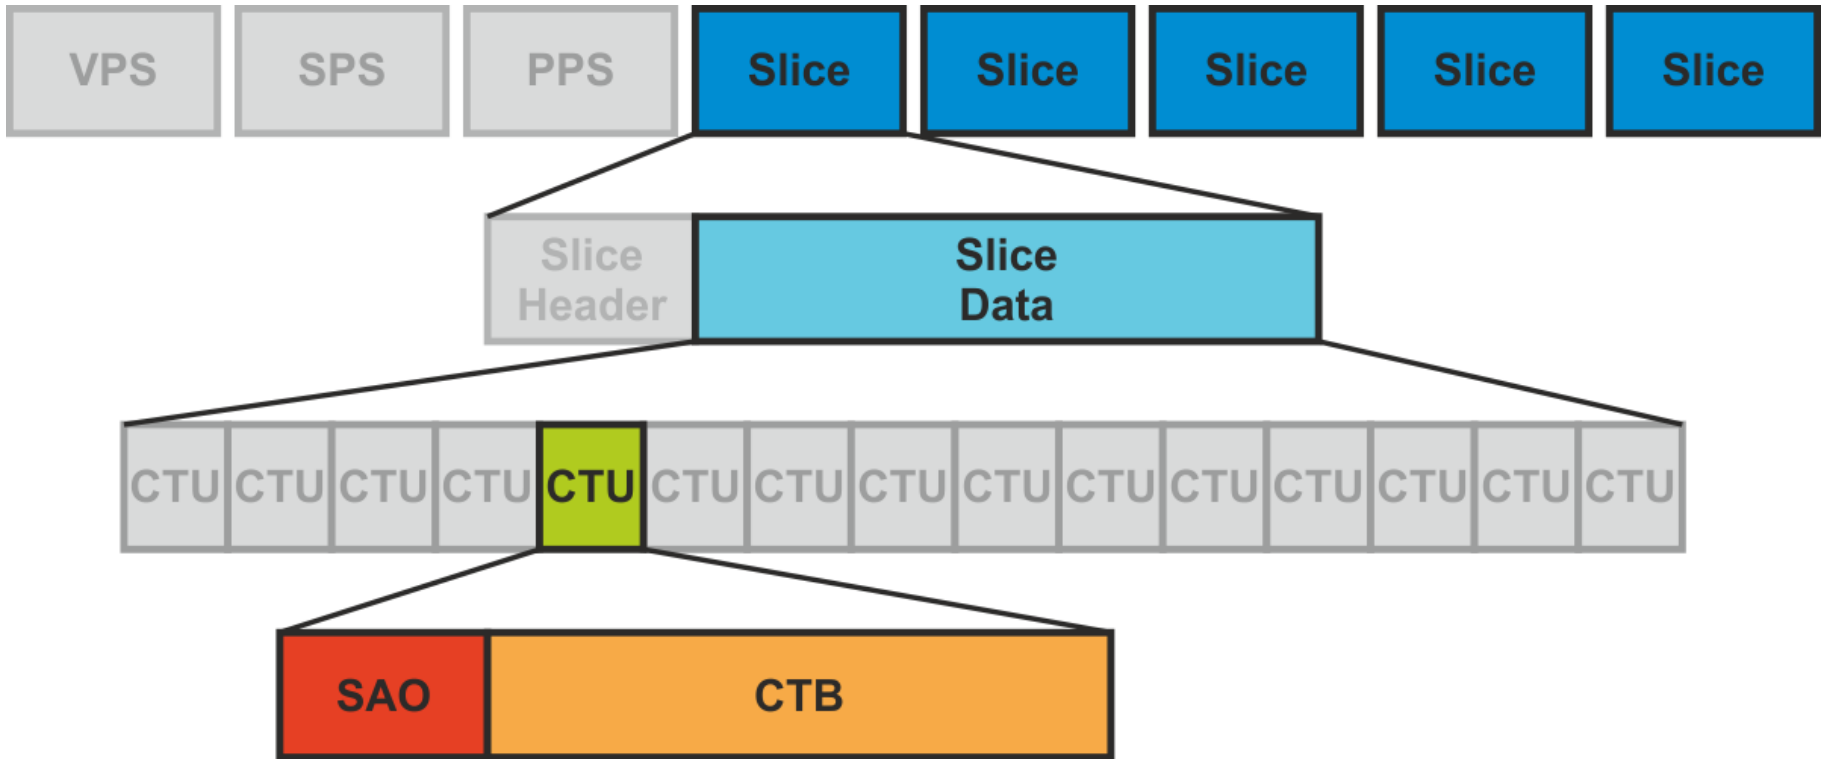 VPS SPS PPS Slice Slice Slice Slice Slice
Slice Header
Slice Data
CTU CTU CTU CTU CTU CTU CTU CTU CTU CTU CTU CTU CTU CTU CTU
SAO CTB